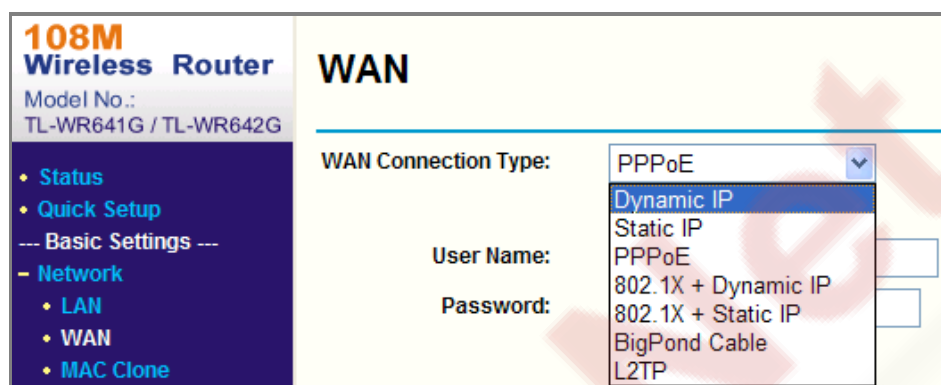 108M
Wireless Router
Model No.:
TL-WR641G / TL-WR642G
• Status
• Quick Setup
--- Basic Settings ---
– Network
• LAN
• WAN
• MAC Clone
WAN
WAN Connection Type:
PPPoE
Dynamic IP
Static IP
PPPoE
802.1X + Dynamic IP
802.1X + Static IP
BigPond Cable
L2TP
User Name:
Password: